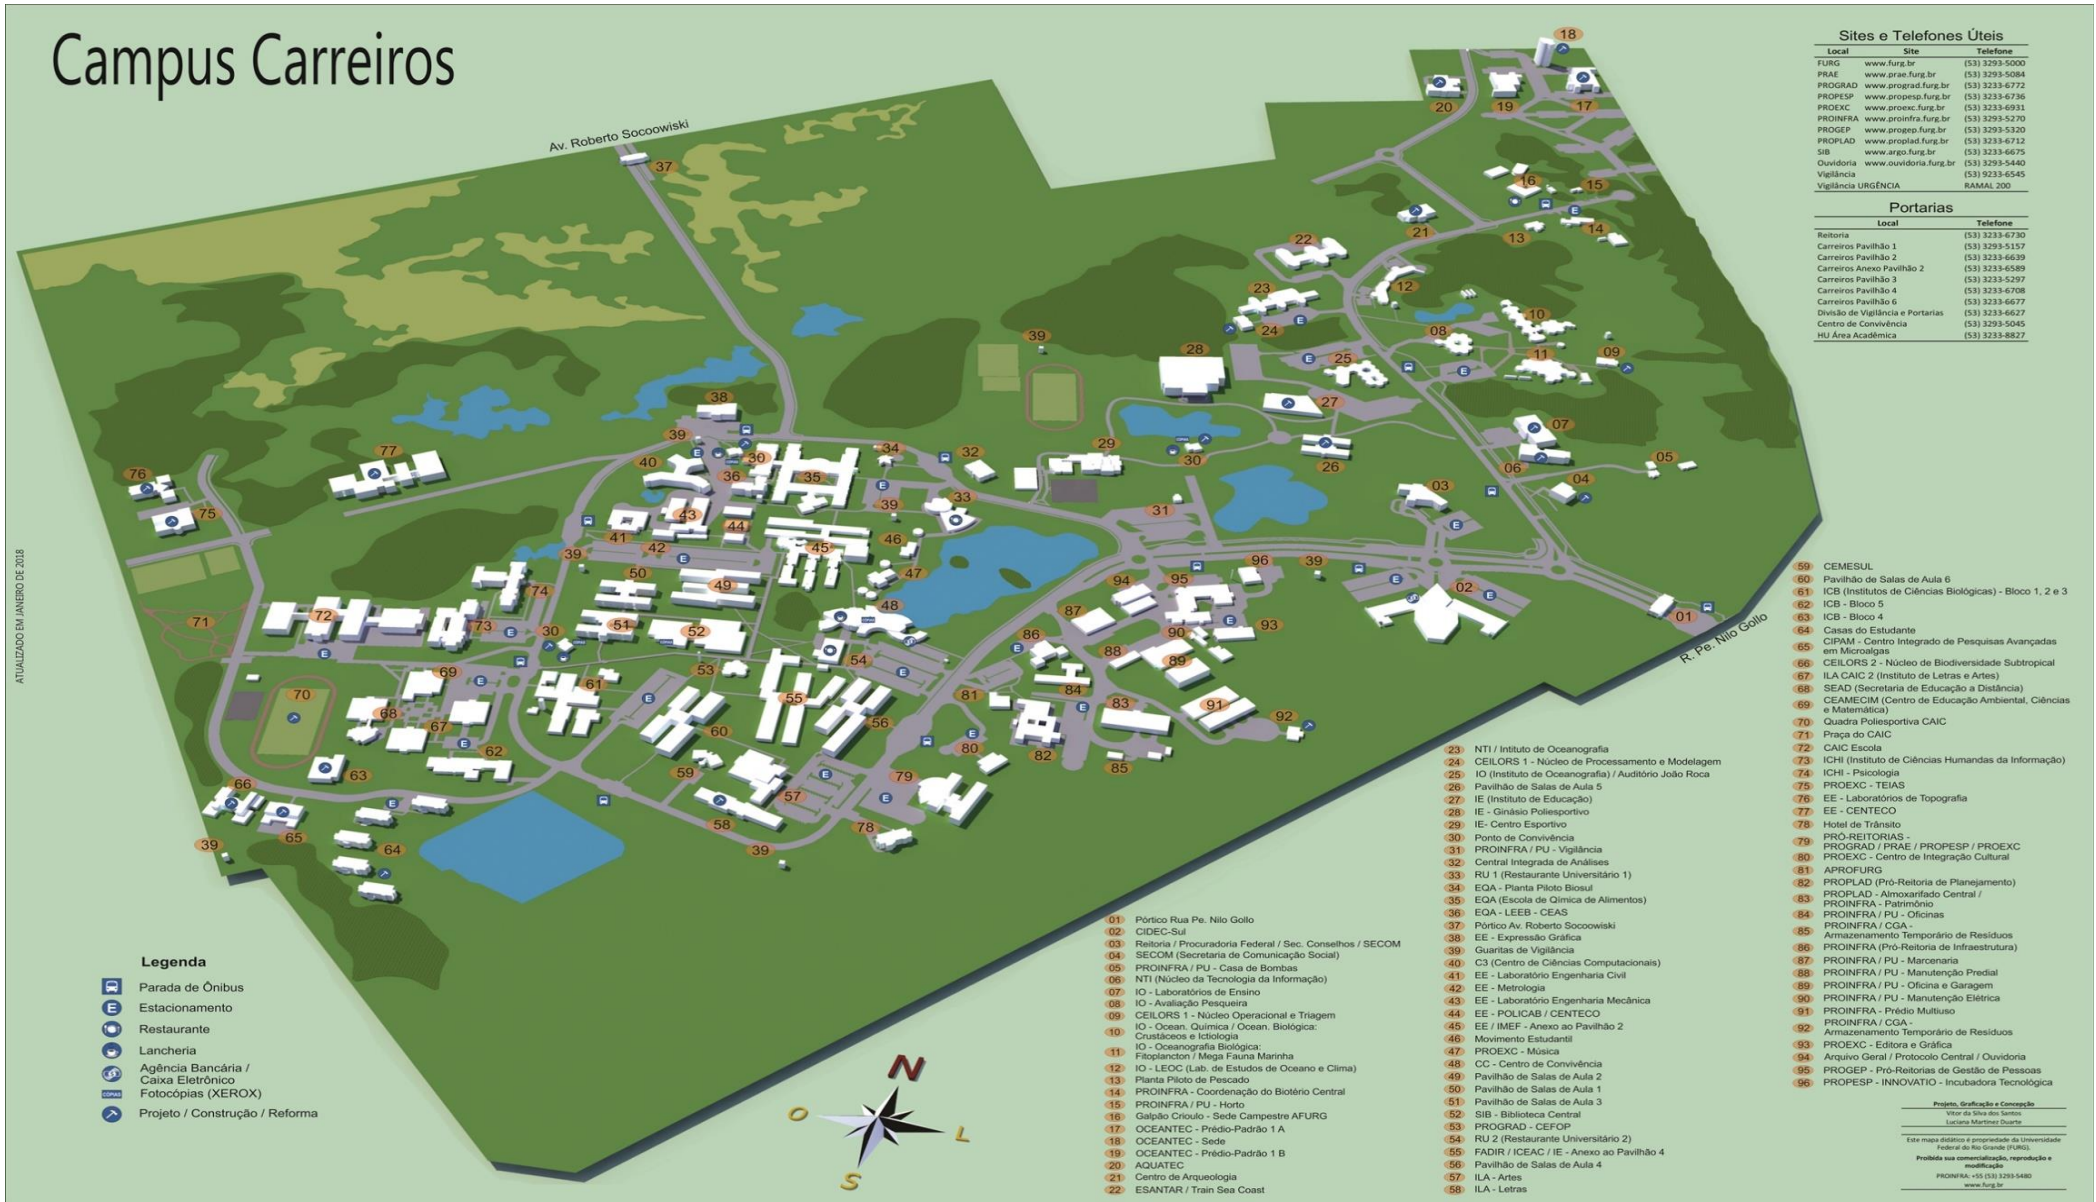 Campus Carreiros
Av. Roberto Socoowiski
R. Pe. Nilo Gollo
ATUALIZADO EM JANEIRO DE 2018
Sites e Telefones Úteis
Local Site Telefone
FURG www.furg.br (53) 3293-5000
PRAE www.prae.furg.br (53) 3293-5084
PROGRAD www.prograd.furg.br (53) 3233-6772
PROPESP www.propesp.furg.br (53) 3233-6736
PROEXC www.proexc.furg.br (53) 3233-6931
PROINFRA www.proinfra.furg.br (53) 3293-5270
PROGEP www.progep.furg.br (53) 3293-5320
PROPLAD www.proplad.furg.br (53) 3233-6712
SIB www.argo.furg.br (53) 3233-6675
Ouvidoria www.ouvidoria.furg.br (53) 3293-5440
Vigilância (53) 9233-6545
Vigilância URGÊNCIA RAMAL 200
Portarias
Local Telefone
Reitoria (53) 3233-6730
Carreiros Pavilhão 1 (53) 3293-5157
Carreiros Pavilhão 2 (53) 3233-6639
Carreiros Anexo Pavilhão 2 (53) 3233-6589
Carreiros Pavilhão 3 (53) 3233-5297
Carreiros Pavilhão 4 (53) 3233-6708
Carreiros Pavilhão 6 (53) 3233-6677
Divisão de Vigilância e Portarias (53) 3233-6627
Centro de Convivência (53) 3293-5045
HU Área Acadêmica (53) 3233-8827
Legenda
Parada de Ônibus
E Estacionamento
Restaurante
Lancheria
Agência Bancária /
Caixa Eletrônico
CÓPIAS Fotocópias (XEROX)
Projeto / Construção / Reforma
N
O
L
S
01 Pórtico Rua Pe. Nilo Gollo
02 CIDEC-Sul
03 Reitoria / Procuradoria Federal / Sec. Conselhos / SECOM
04 SECOM (Secretaria de Comunicação Social)
05 PROINFRA / PU - Casa de Bombas
06 NTI (Núcleo da Tecnologia da Informação)
07 IO - Laboratórios de Ensino
08 IO - Avaliação Pesqueira
09 CEILORS 1 - Núcleo Operacional e Triagem
10 IO - Ocean. Química / Ocean. Biológica:
Crustáceos e Ictiologia
11 IO - Oceanografia Biológica:
Fitoplancton / Mega Fauna Marinha
12 IO - LEOC (Lab. de Estudos de Oceano e Clima)
13 Planta Piloto de Pescado
14 PROINFRA - Coordenação do Biotério Central
15 PROINFRA / PU - Horto
16 Galpão Crioulo - Sede Campestre AFURG
17 OCEANTEC - Prédio-Padrão 1 A
18 OCEANTEC - Sede
19 OCEANTEC - Prédio-Padrão 1 B
20 AQUATEC
21 Centro de Arqueologia
22 ESANTAR / Train Sea Coast
23 NTI / Intituto de Oceanografia
24 CEILORS 1 - Núcleo de Processamento e Modelagem
25 IO (Instituto de Oceanografia) / Auditório João Roca
26 Pavilhão de Salas de Aula 5
27 IE (Instituto de Educação)
28 IE - Ginásio Poliesportivo
29 IE- Centro Esportivo
30 Ponto de Convivência
31 PROINFRA / PU - Vigilância
32 Central Integrada de Análises
33 RU 1 (Restaurante Universitário 1)
34 EQA - Planta Piloto Biosul
35 EQA (Escola de Qímica de Alimentos)
36 EQA - LEEB - CEAS
37 Pórtico Av. Roberto Socoowiski
38 EE - Expressão Gráfica
39 Guaritas de Vigilância
40 C3 (Centro de Ciências Computacionais)
41 EE - Laboratório Engenharia Civil
42 EE - Metrologia
43 EE - Laboratório Engenharia Mecânica
44 EE - POLICAB / CENTECO
45 EE / IMEF - Anexo ao Pavilhão 2
46 Movimento Estudantil
47 PROEXC - Música
48 CC - Centro de Convivência
49 Pavilhão de Salas de Aula 2
50 Pavilhão de Salas de Aula 1
51 Pavilhão de Salas de Aula 3
52 SIB - Biblioteca Central
53 PROGRAD - CEFOP
54 RU 2 (Restaurante Universitário 2)
55 FADIR / ICEAC / IE - Anexo ao Pavilhão 4
56 Pavilhão de Salas de Aula 4
57 ILA - Artes
58 ILA - Letras
59 CEMESUL
60 Pavilhão de Salas de Aula 6
61 ICB (Institutos de Ciências Biológicas) - Bloco 1, 2 e 3
62 ICB - Bloco 5
63 ICB - Bloco 4
64 Casas do Estudante
65 CIPAM - Centro Integrado de Pesquisas Avançadas
em Microalgas
66 CEILORS 2 - Núcleo de Biodiversidade Subtropical
67 ILA CAIC 2 (Instituto de Letras e Artes)
68 SEAD (Secretaria de Educação a Distância)
69 CEAMECIM (Centro de Educação Ambiental, Ciências
e Matemática)
70 Quadra Poliesportiva CAIC
71 Praça do CAIC
72 CAIC Escola
73 ICHI (Instituto de Ciências Humandas da Informação)
74 ICHI - Psicologia
75 PROEXC - TEIAS
76 EE - Laboratórios de Topografia
77 EE - CENTECO
78 Hotel de Trânsito
79 PRÓ-REITORIAS -
PROGRAD / PRAE / PROPESP / PROEXC
80 PROEXC - Centro de Integração Cultural
81 APROFURG
82 PROPLAD (Pró-Reitoria de Planejamento)
83 PROPLAD - Almoxarifado Central /
PROINFRA - Patrimônio
84 PROINFRA / PU - Oficinas
85 PROINFRA / CGA -
Armazenamento Temporário de Resíduos
86 PROINFRA (Pró-Reitoria de Infraestrutura)
87 PROINFRA / PU - Marcenaria
88 PROINFRA / PU - Manutenção Predial
89 PROINFRA / PU - Oficina e Garagem
90 PROINFRA / PU - Manutenção Elétrica
91 PROINFRA - Prédio Multiuso
92 PROINFRA / CGA -
Armazenamento Temporário de Resíduos
93 PROEXC - Editora e Gráfica
94 Arquivo Geral / Protocolo Central / Ouvidoria
95 PROGEP - Pró-Reitorias de Gestão de Pessoas
96 PROPESP - INNOVATIO - Incubadora Tecnológica
Projeto, Graficação e Concepção
Vitor da Silva dos Santos
Luciana Martinez Duarte
Este mapa didático é propriedade da Universidade
Federal do Rio Grande (FURG).
Proibida sua comercialização, reprodução e
modificação
PROINFRA: +55 (53) 3293-5480
www.furg.br